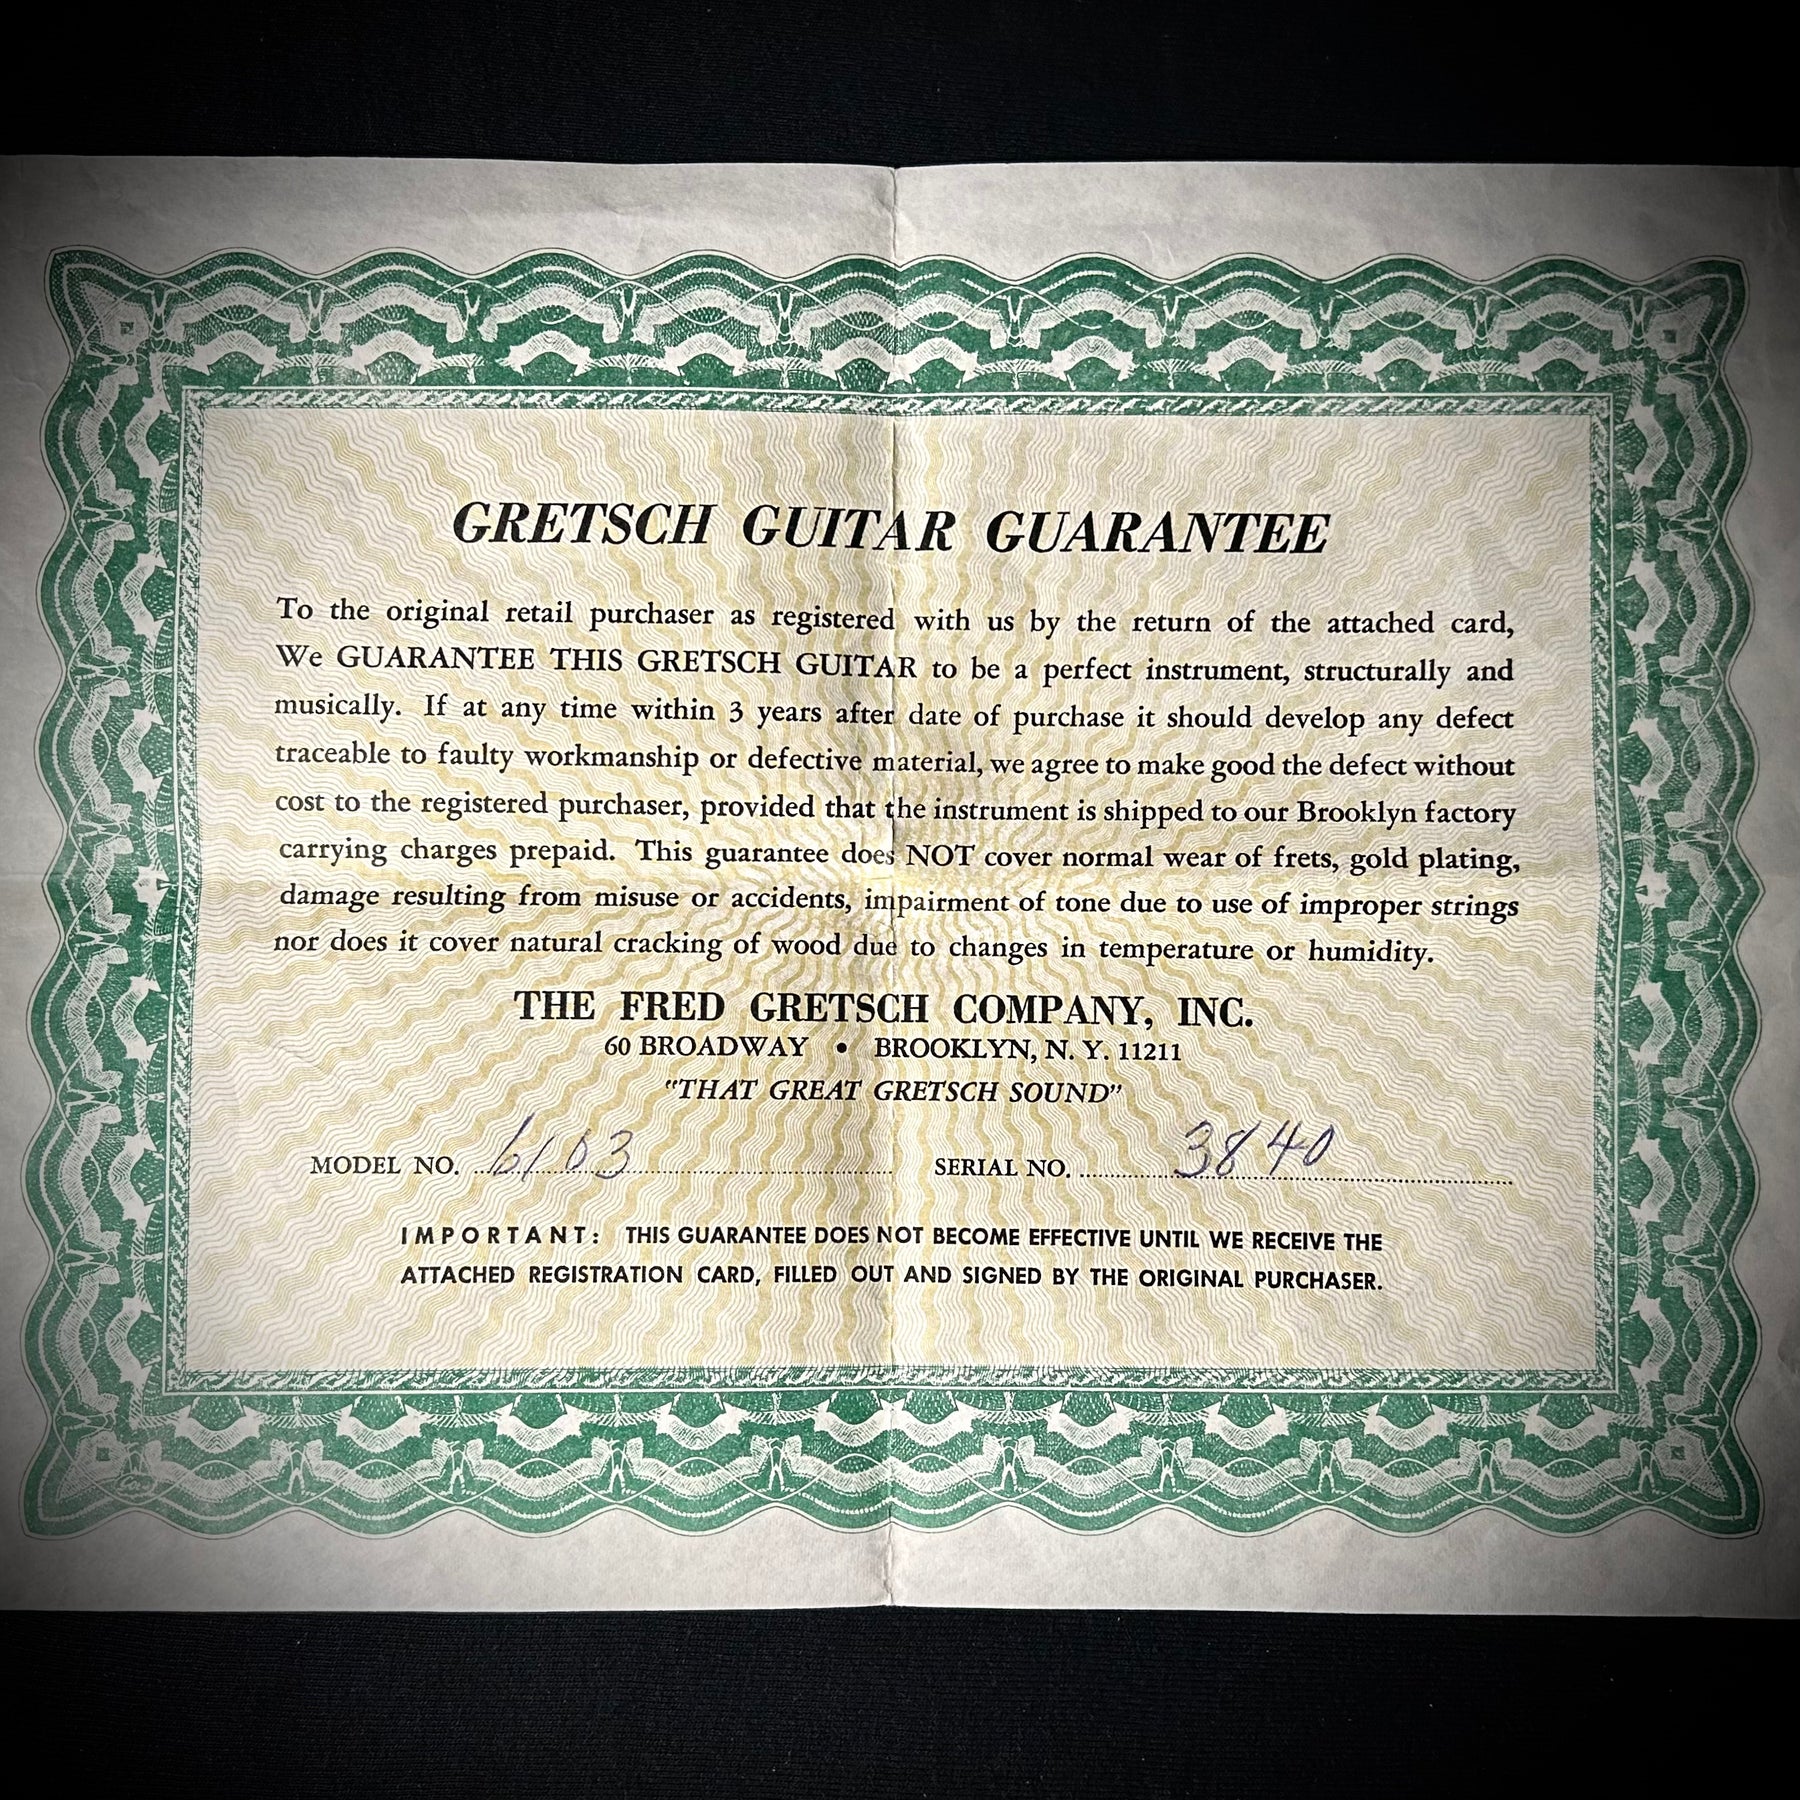 GRETSCH GUITAR GUARANTEE
To the original retail purchaser as registered with us by the return of the attached card,
We GUARANTEE THIS GRETSCH GUITAR to be a perfect instrument, structurally and
musically. If at any time within 3 years after date of purchase it should develop any defect
traceable to faulty workmanship or defective material, we agree to make good the defect without
cost to the registered purchaser, provided that the instrument is shipped to our Brooklyn factory
carrying charges prepaid. This guarantee does NOT cover normal wear of frets, gold plating,
damage resulting from misuse or accidents, impairment of tone due to use of improper strings
nor does it cover natural cracking of wood due to changes in temperature or humidity.
THE FRED GRETSCH COMPANY, INC.
60 BROADWAY • BROOKLYN, N. Y. 11211
"THAT GREAT GRETSCH SOUND"
MODEL NO. 6103 SERIAL NO. 3840
IMPORTANT: THIS GUARANTEE DOES NOT BECOME EFFECTIVE UNTIL WE RECEIVE THE
ATTACHED REGISTRATION CARD, FILLED OUT AND SIGNED BY THE ORIGINAL PURCHASER.